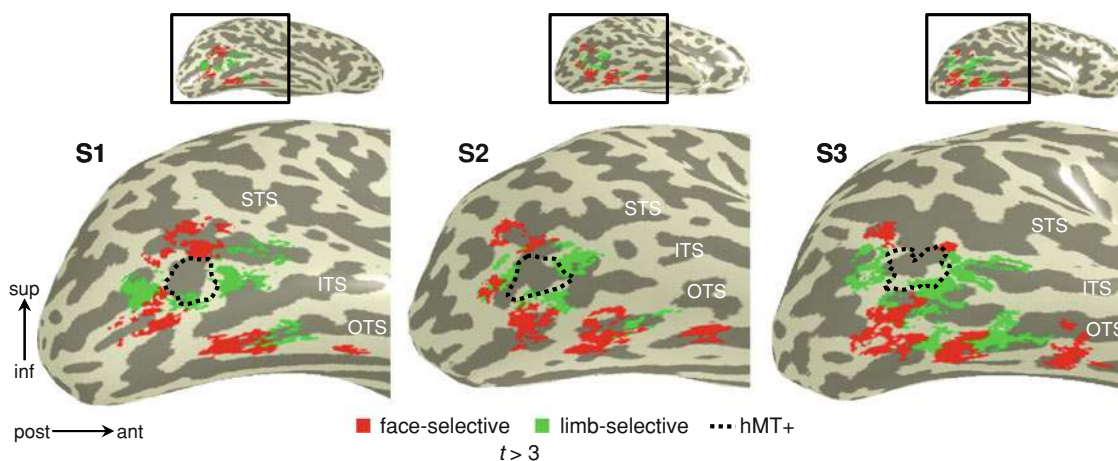 S1
S2
S3
STS
ITS
OTS
STS
ITS
OTS
STS
ITS
OTS
sup
inf
post ant
face-selective limb-selective hMT+
t > 3